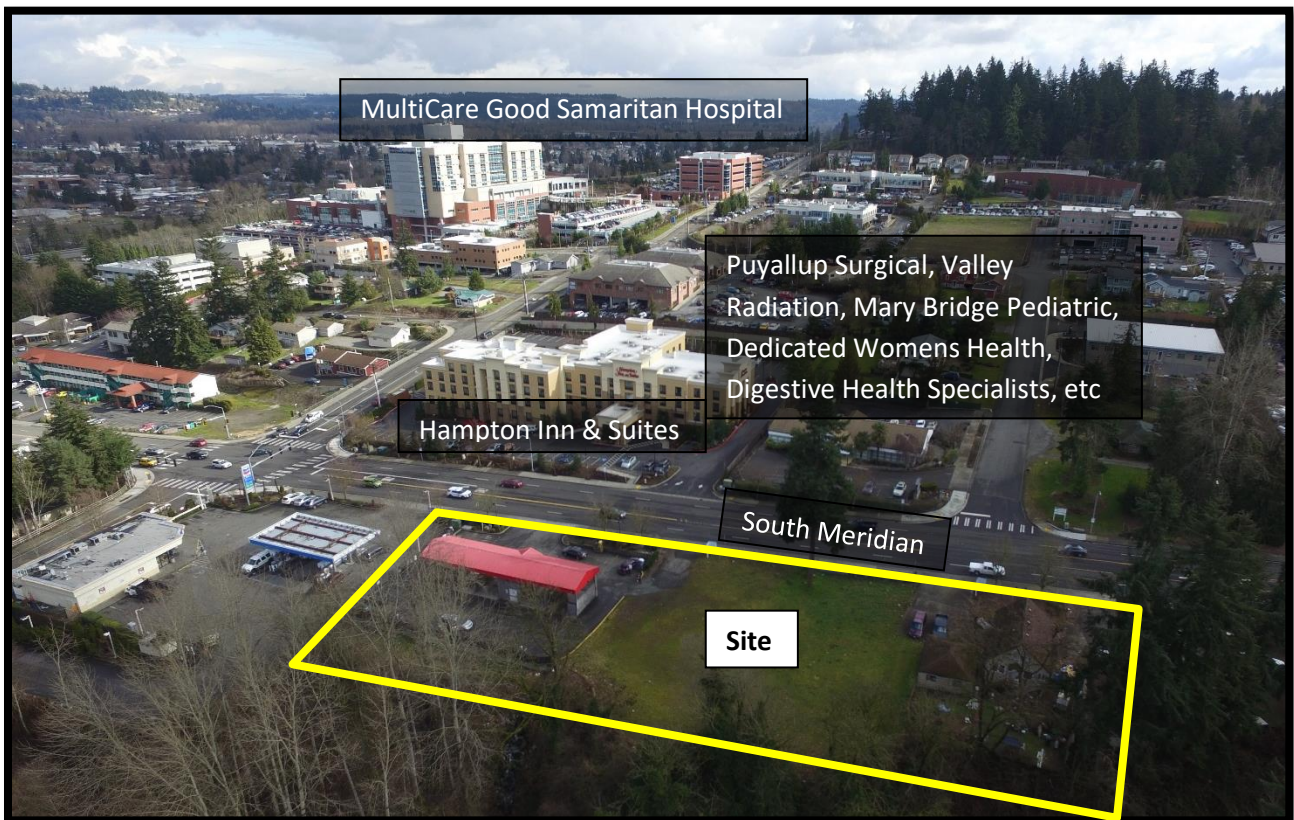 MultiCare Good Samaritan Hospital
Puyallup Surgical, Valley
Radiation, Mary Bridge Pediatric,
Dedicated Womens Health,
Digestive Health Specialists, etc
Hampton Inn & Suites
South Meridian
Site